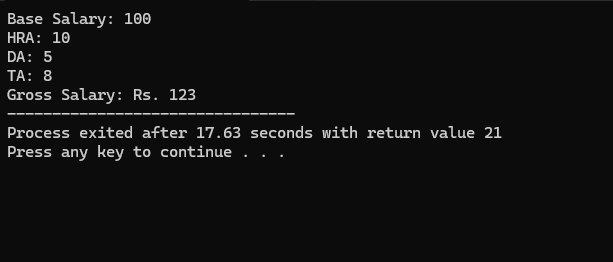 Base Salary: 100
HRA: 10
DA: 5
TA: 8
Gross Salary: Rs. 123
--------------------------------
Process exited after 17.63 seconds with return value 21
Press any key to continue . . .